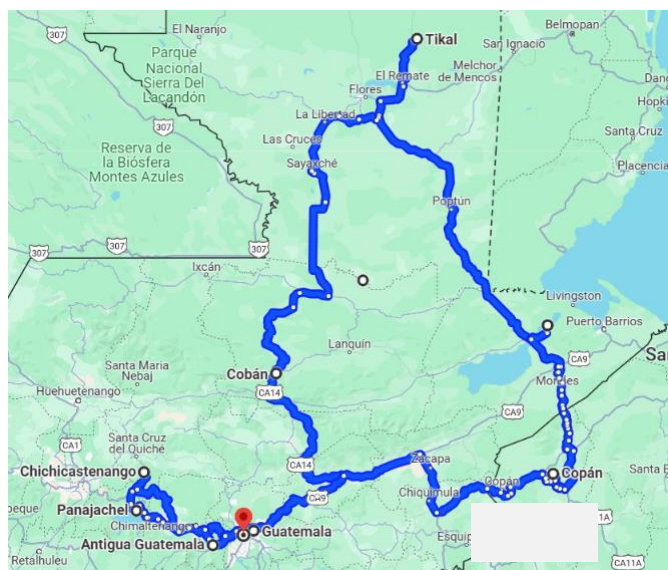 Tikal
El Naranjo
307
Belmopan
San Ignacio
Parque
Nacional
Sierra Del
Lacandón
El Remate
Melchor
de Mencos
Flores
Hopki
La Libertad
Santa Cruz
Las Cruces
Reserva de
la Biósfera
Montes Azules
Sayaxché
Placencia
307
Poptún
307
307
Ixcán
Livingston
Puerto Barrios
Lanquín
Santa Maria
Nebaj
Cobán
CA9
Morales
CA14
Huehuetenango
CA9
Santa Cruz
del Quiché
CA1
Chichicastenango
CA14
Zacapa
Copán
Copán
Santa B
Chiquimula
CA9
Panajachel
Chimaltenango
Guatemala
Antigua Guatemala
Esquip
Retalhuleu
CA11A